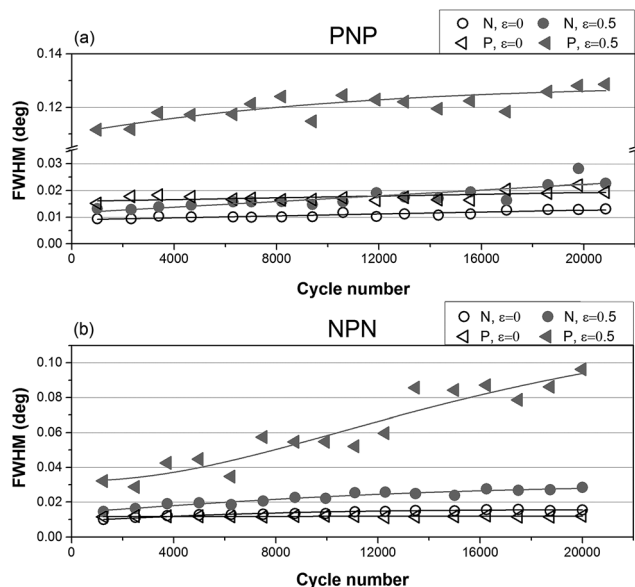 (a)
PNP
N, ε=0
N, ε=0.5
P, ε=0
P, ε=0.5
0.14
0.12
0.03
0.02
0.01
0.00
FWHM (deg)
0
4000
8000
12000
16000
20000
Cycle number
(b)
NPN
N, ε=0
N, ε=0.5
P, ε=0
P, ε=0.5
0.10
0.08
0.06
0.04
0.02
0.00
FWHM (deg)
0
4000
8000
12000
16000
20000
Cycle number